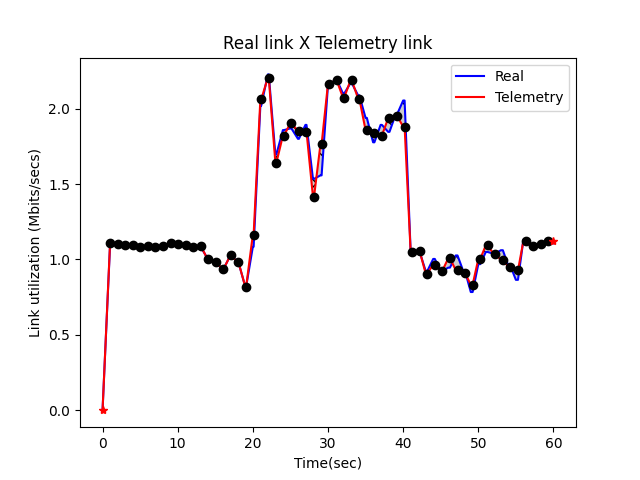 Real link X Telemetry link
Real
Telemetry
Link utilization (Mbits/secs)
2.0
1.5
1.0
0.5
0.0
0 10 20 30 40 50 60
Time(sec)